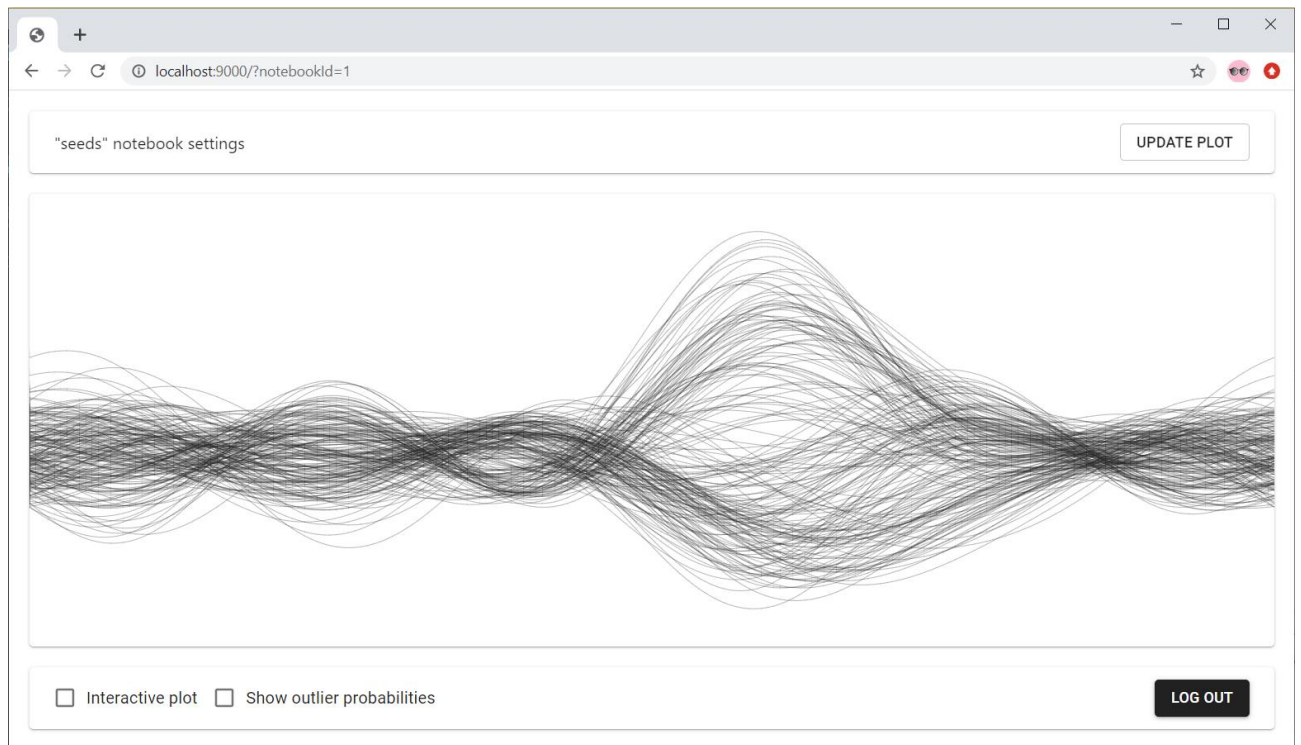 localhost:9000/?notebookId=1
"seeds" notebook settings
UPDATE PLOT
Interactive plot
Show outlier probabilities
LOG OUT